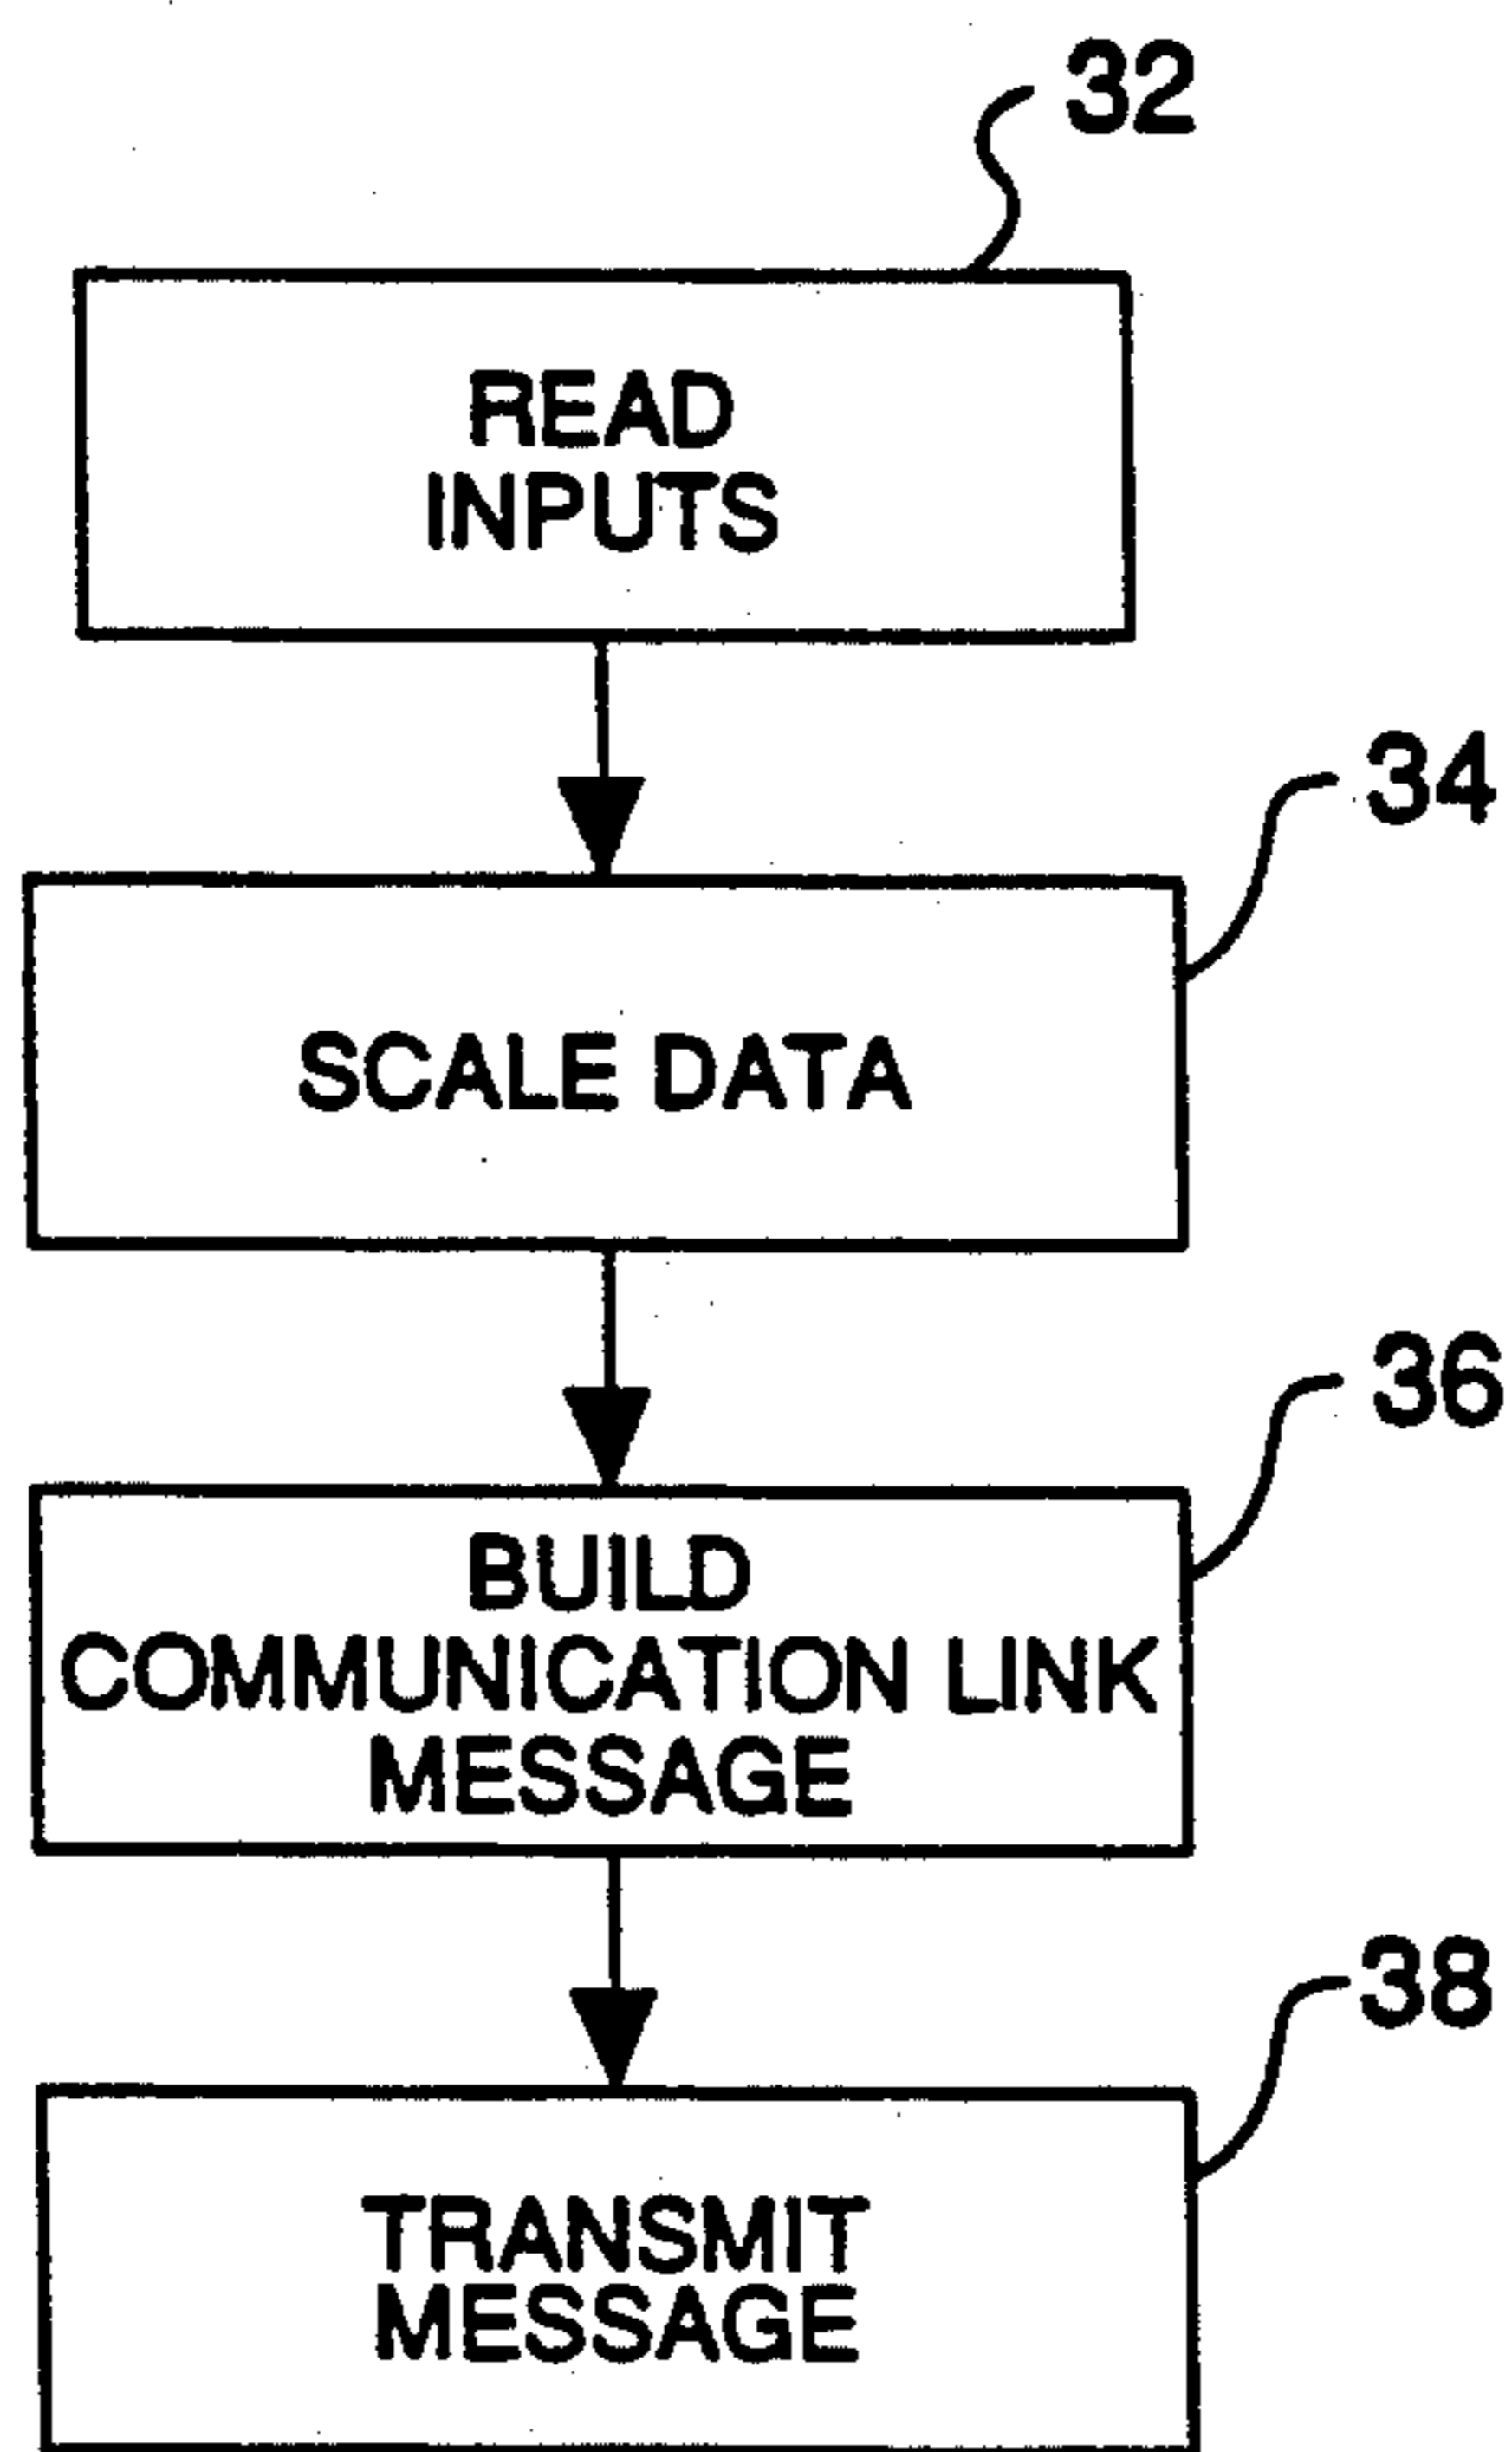 32
READ
INPUTS
34
SCALE DATA
36
BUILD
COMMUNICATION LINK
MESSAGE
38
TRANSMIT
MESSAGE